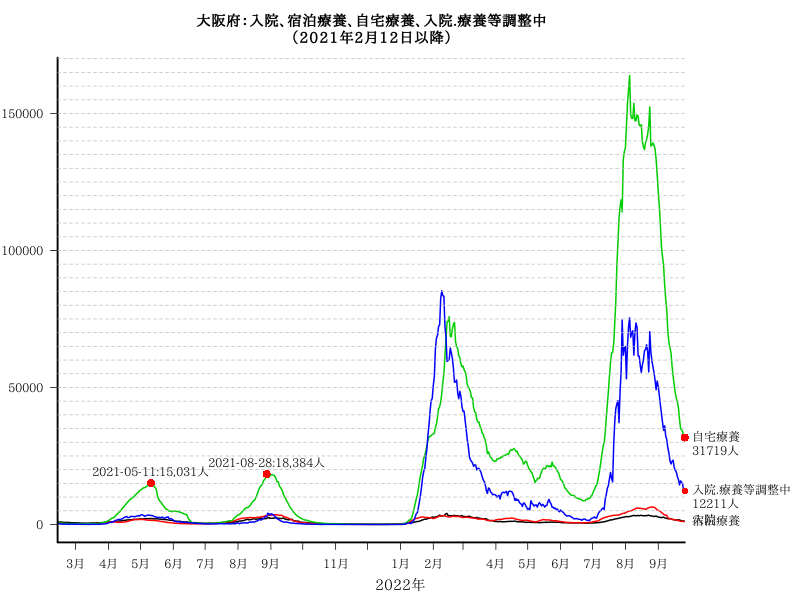 大阪府：入院、宿泊療養、自宅療養、入院.療養等調整中
（2021年2月12日以降）
150000
100000
50000
0
2021-05-11:15,031人
2021-08-28:18,384人
自宅療養
31719人
入院.療養等調整中
12211人
宿泊療養
3月 4月 5月 6月 7月 8月 9月 11月 1月 2月 4月 5月 6月 7月 8月 9月
2022年